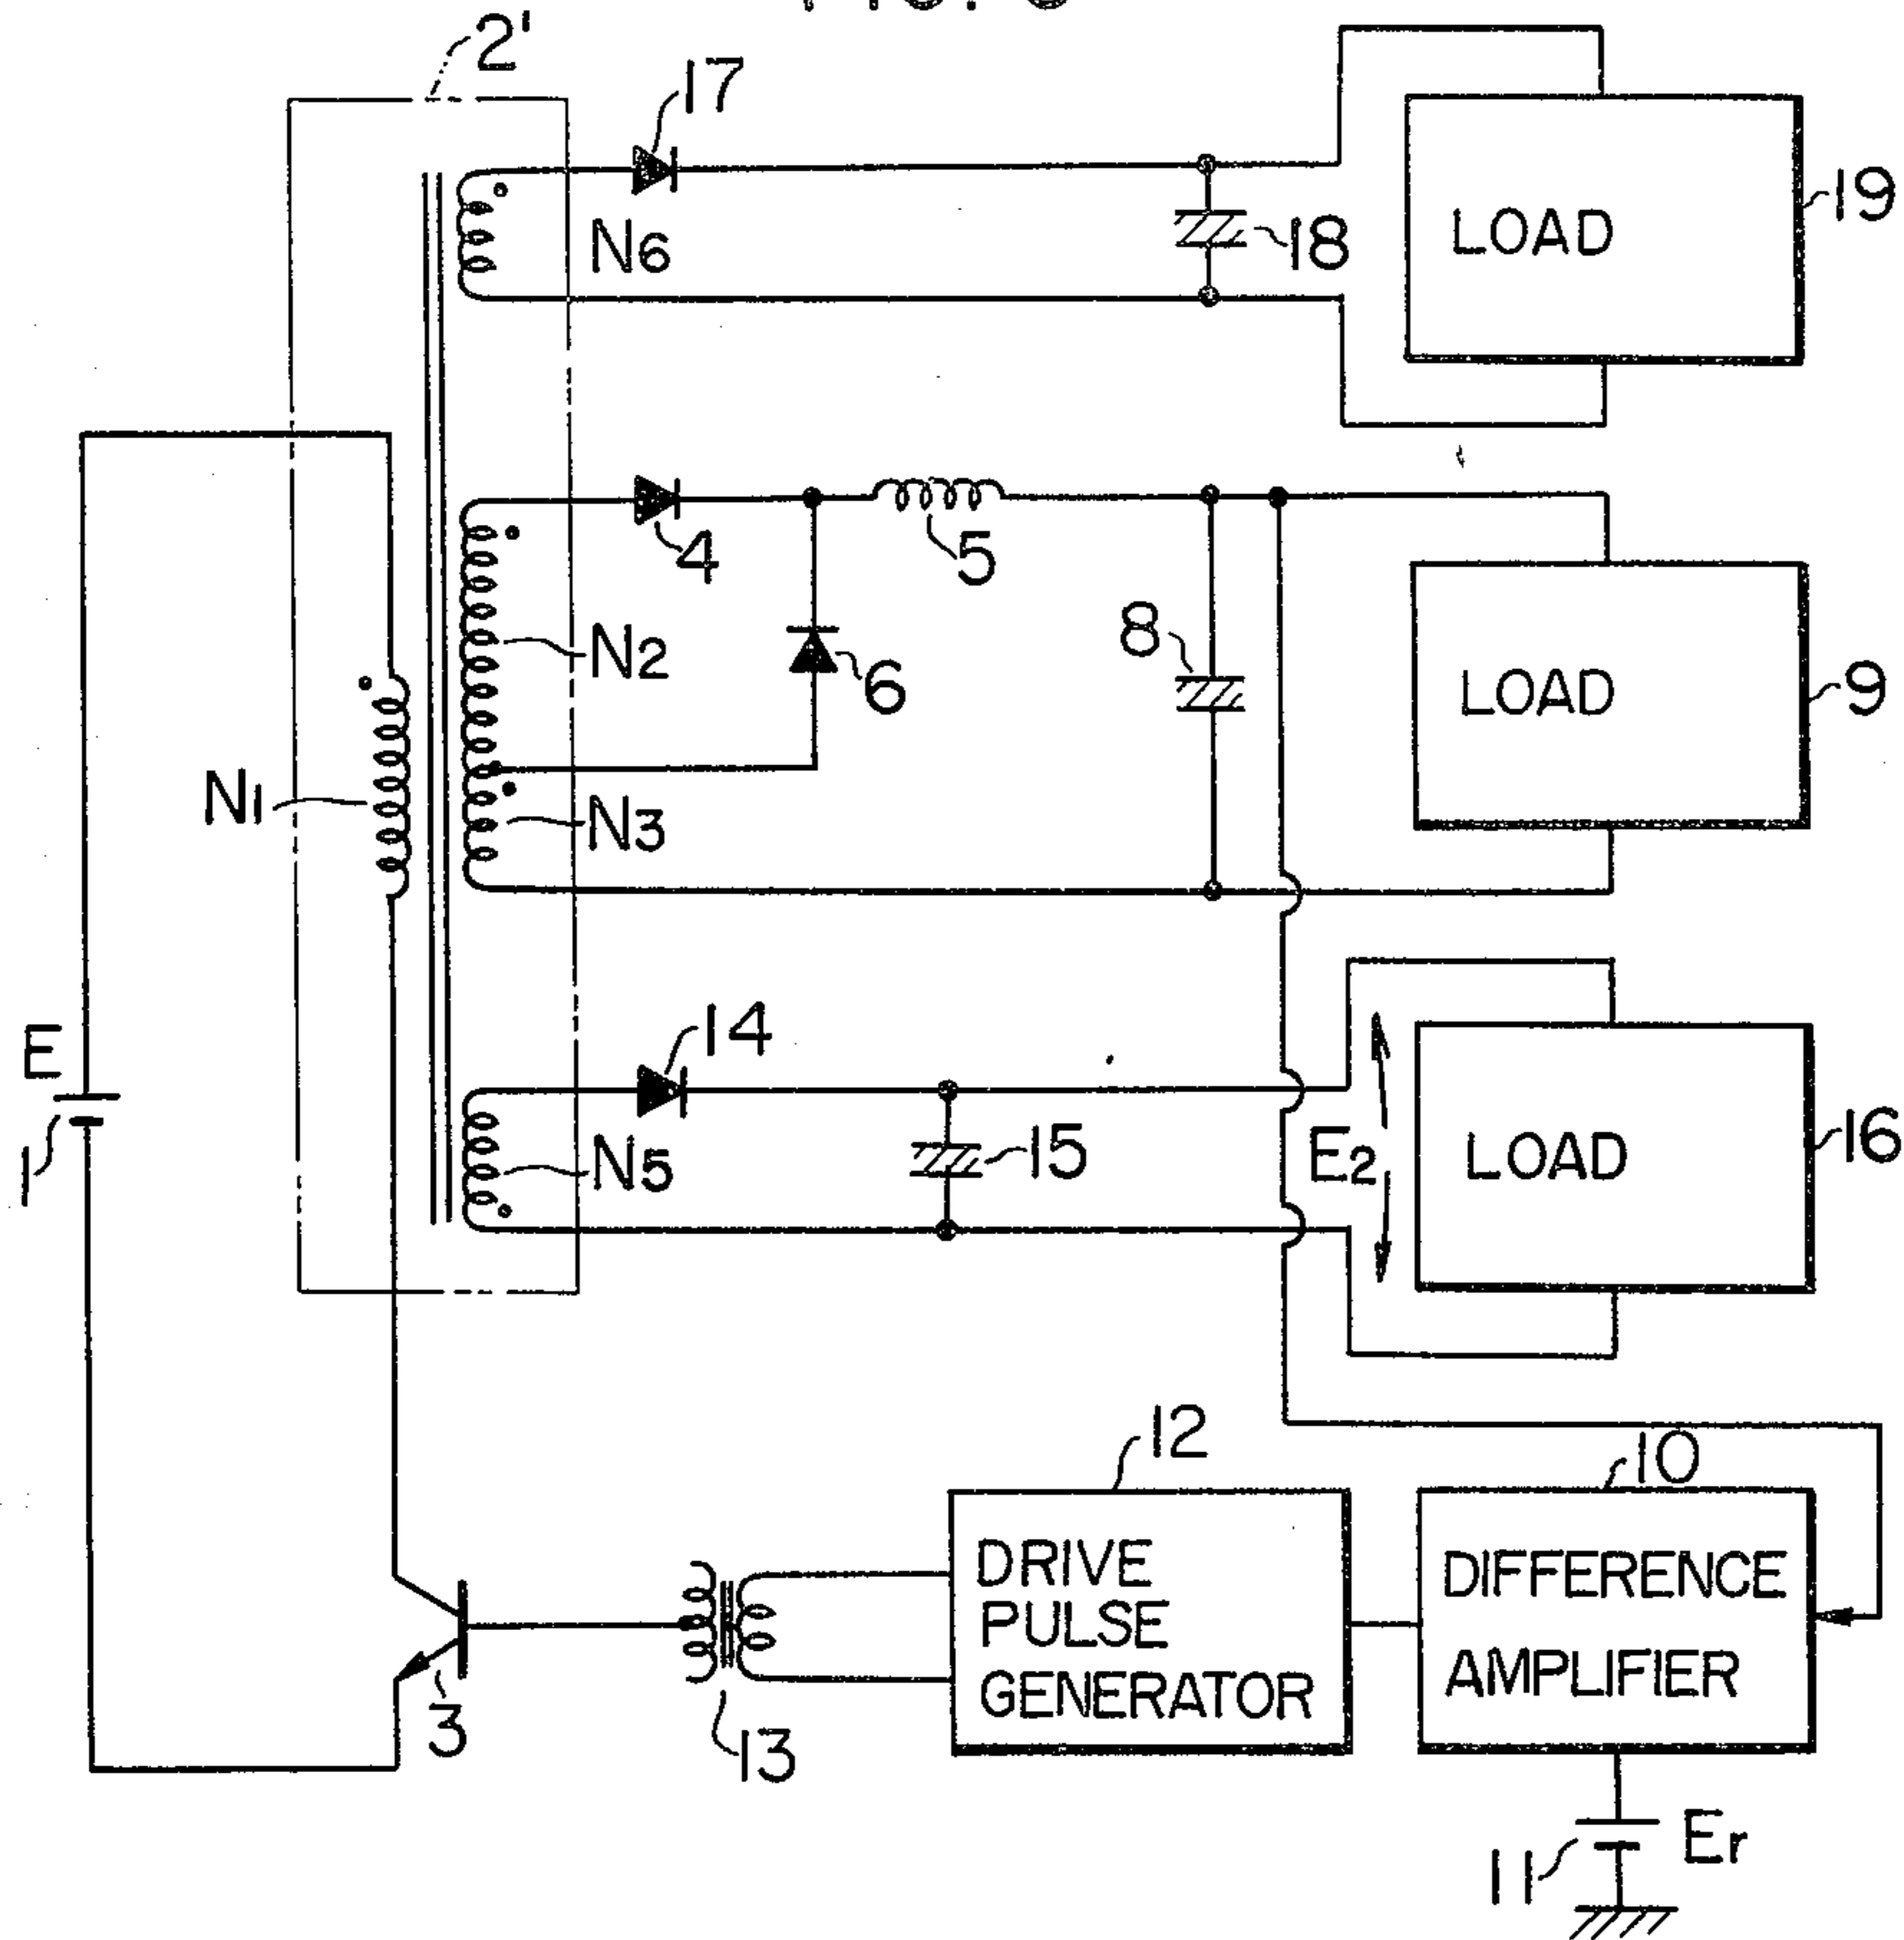 2'
17
19
LOAD
18
N6
4
5
N2
8
6
LOAD
9
N1
N3
14
E
1
N5
15
E2
LOAD
16
12
10
DRIVE
PULSE
GENERATOR
DIFFERENCE
AMPLIFIER
3
13
11
Er